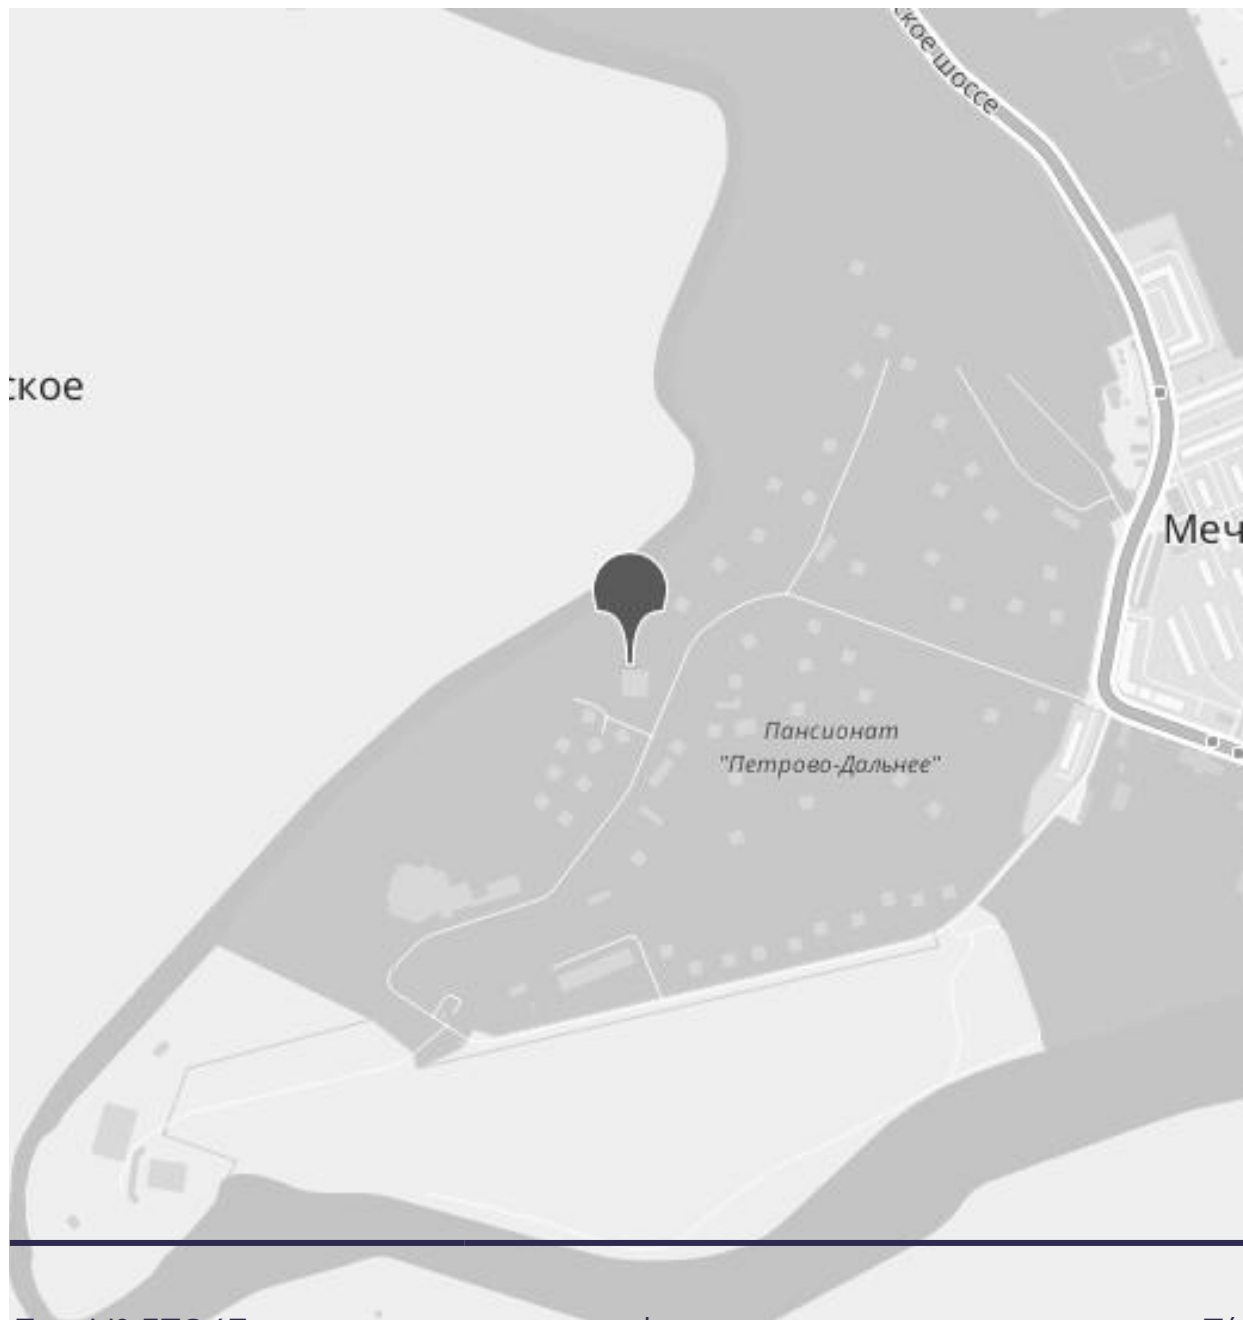 ское шоссе
ское
Меч
Пансионат
"Петрово-Дальнее"